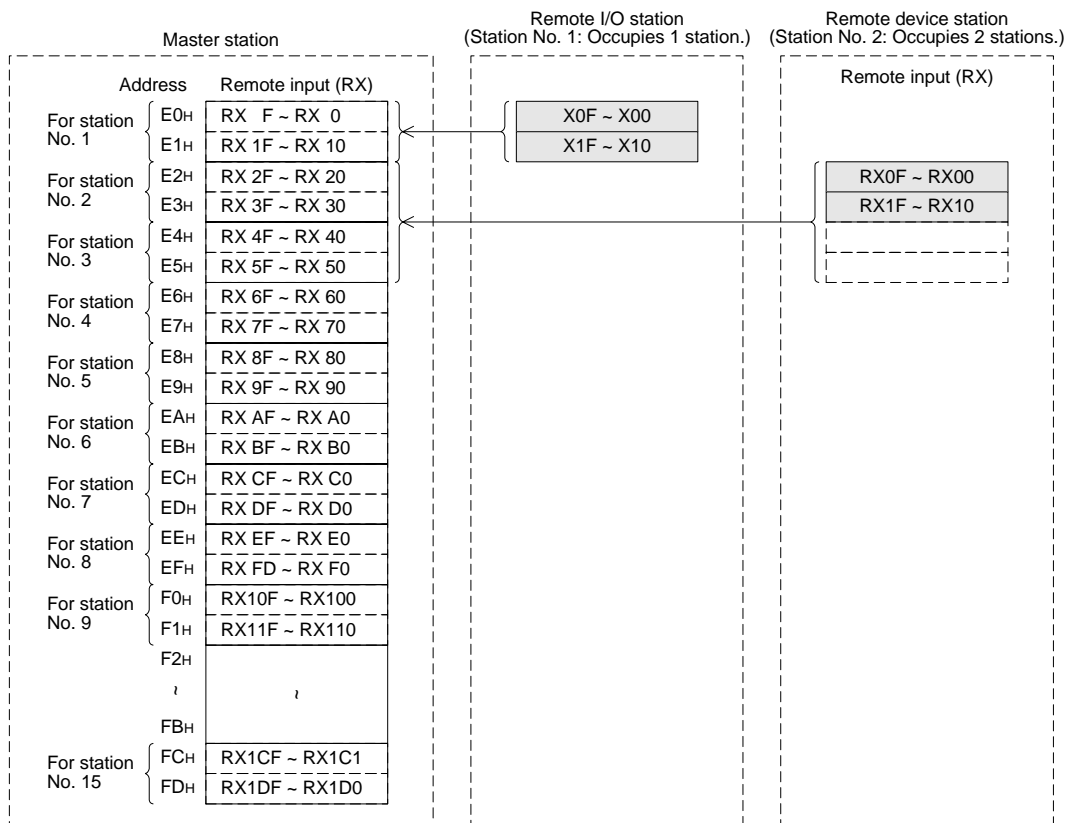 Master station
Remote I/O station
(Station No. 1: Occupies 1 station.)
Remote device station
(Station No. 2: Occupies 2 stations.)
Address Remote input (RX)
Remote input (RX)
For station No. 1
E0H RX F ~ RX 0
E1H RX 1F ~ RX 10
X0F ~ X00
X1F ~ X10
For station No. 2
E2H RX 2F ~ RX 20
E3H RX 3F ~ RX 30
RX0F ~ RX00
RX1F ~ RX10
For station No. 3
E4H RX 4F ~ RX 40
E5H RX 5F ~ RX 50
For station No. 4
E6H RX 6F ~ RX 60
E7H RX 7F ~ RX 70
For station No. 5
E8H RX 8F ~ RX 80
E9H RX 9F ~ RX 90
For station No. 6
EAH RX AF ~ RX A0
EBH RX BF ~ RX B0
For station No. 7
ECH RX CF ~ RX C0
EDH RX DF ~ RX D0
For station No. 8
EEH RX EF ~ RX E0
EFH RX FD ~ RX F0
For station No. 9
F0H RX10F ~ RX100
F1H RX11F ~ RX110
F2H
~ ~
FBH
For station No. 15
FCH RX1CF ~ RX1C1
FDH RX1DF ~ RX1D0